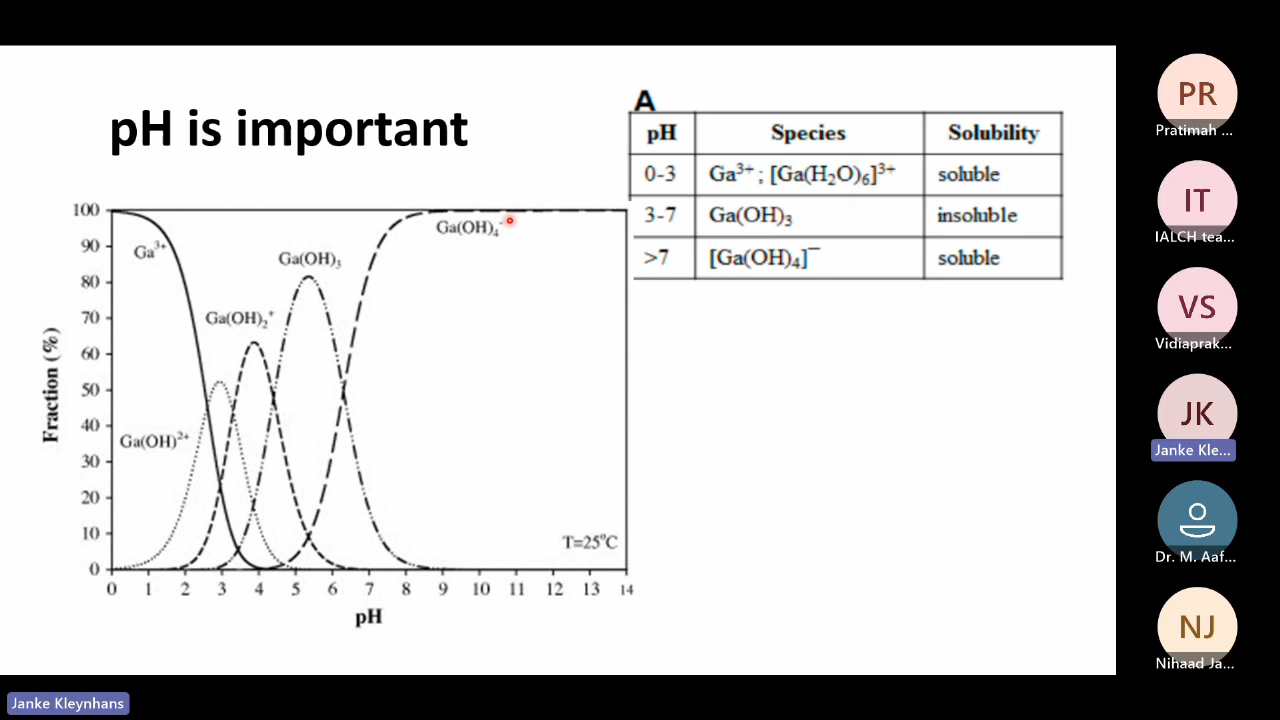 pH is important
A
pH Species Solubility
0-3 Ga³⁺ ; [Ga(H₂O)₆]³⁺ soluble
3-7 Ga(OH)₃ insoluble
>7 [Ga(OH)₄]⁻ soluble
100
90
80
70
60
50
40
30
20
10
0
Fraction (%)
Ga³⁺
Ga(OH)²⁺
Ga(OH)₂⁺
Ga(OH)₃
Ga(OH)₄⁻
T=25°C
0 1 2 3 4 5 6 7 8 9 10 11 12 13 14
pH
PR
Pratimah ...
IT
IALCH tea...
VS
Vidiaprak...
JK
Janke Kle...
Dr. M. Aaf...
NJ
Nihaad Ja...
Janke Kleynhans